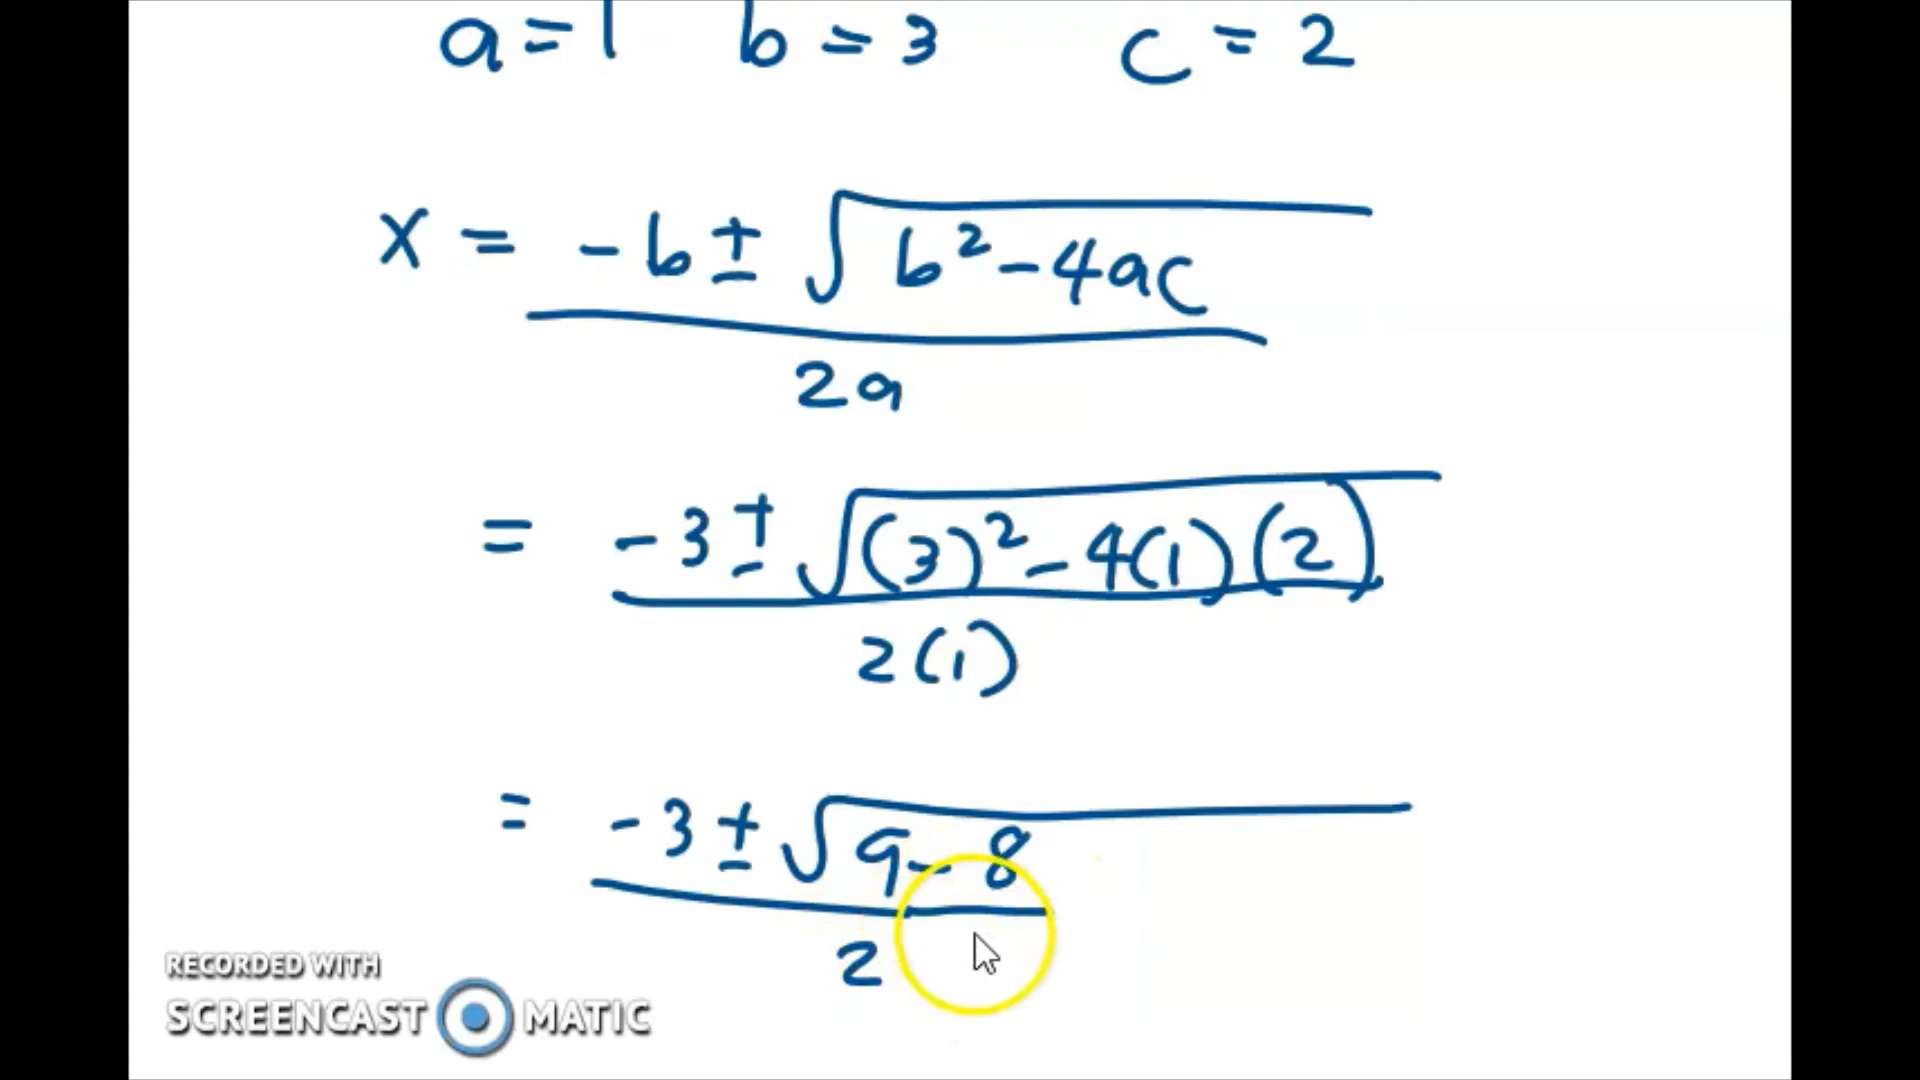 a = 1 b = 3 c = 2
x = -b ± √b² - 4ac
2a
= -3 ± √(3)² - 4(1)(2)
2(1)
= -3 ± √9 - 8
2
RECORDED WITH
SCREENCAST MATIC